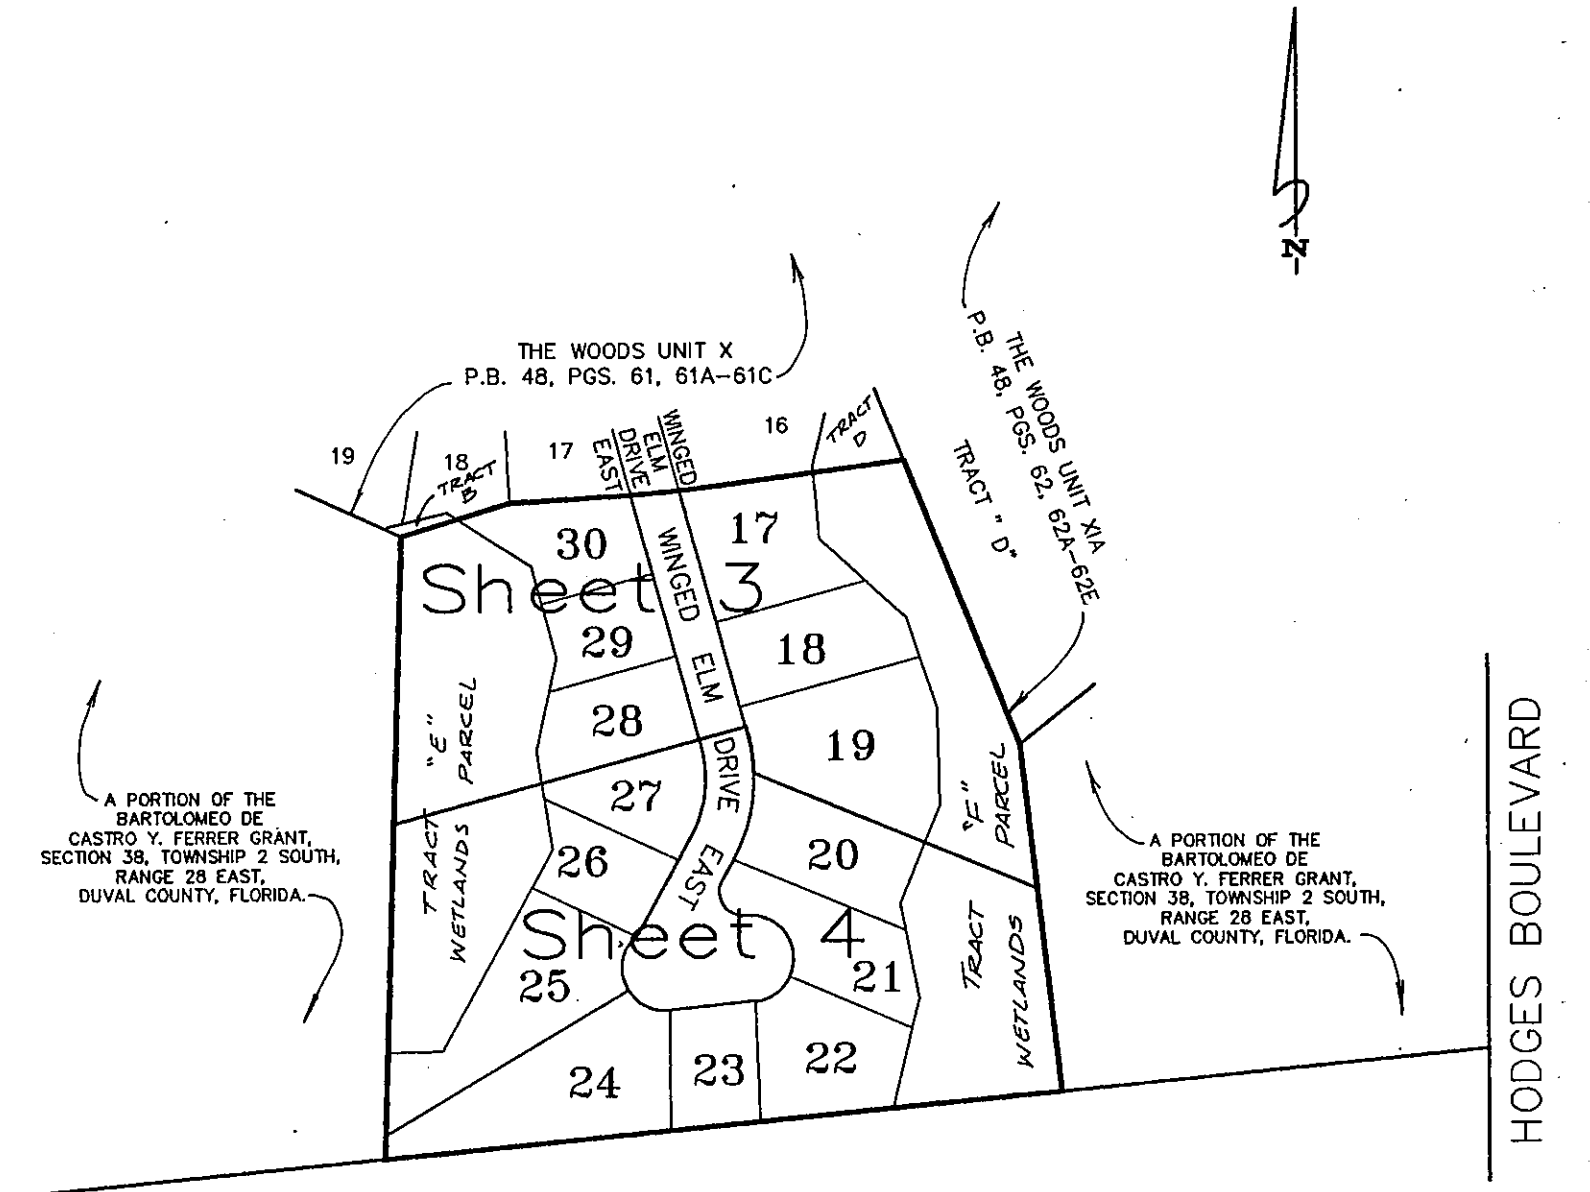 N
THE WOODS UNIT X
P.B. 48, PGS. 61, 61A-61C
THE WOODS UNIT XIA
P.B. 48, PGS. 62, 62A-62E
TRACT "D"
19
18
TRACT
B
17
WINGED
ELM
DRIVE
EAST
16
TRACT
D
30
17
WINGED ELM DRIVE EAST
Sheet 3
29
18
28
19
27
20
26
Sheet 4
25
21
24
23
22
TRACT "E"
WETLANDS PARCEL
TRACT "F"
WETLANDS PARCEL
A PORTION OF THE
BARTOLOMEO DE
CASTRO Y. FERRER GRANT,
SECTION 38, TOWNSHIP 2 SOUTH,
RANGE 28 EAST,
DUVAL COUNTY, FLORIDA.
A PORTION OF THE
BARTOLOMEO DE
CASTRO Y. FERRER GRANT,
SECTION 38, TOWNSHIP 2 SOUTH,
RANGE 28 EAST,
DUVAL COUNTY, FLORIDA.
HODGES BOULEVARD